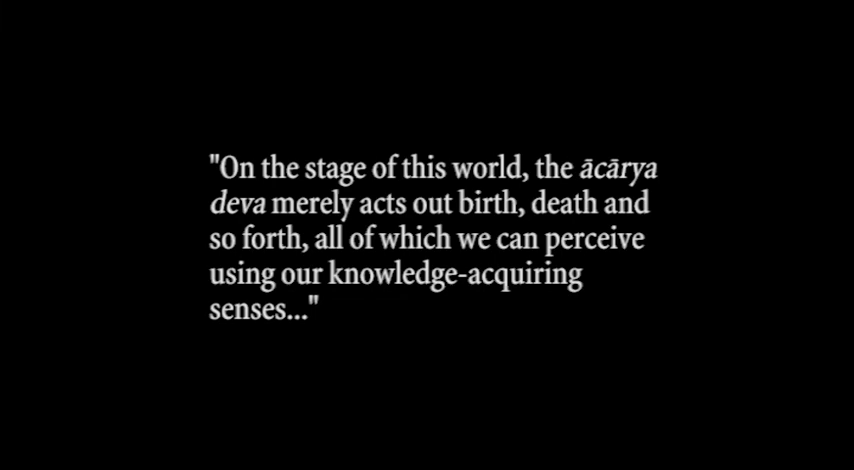 "On the stage of this world, the ācārya
deva merely acts out birth, death and
so forth, all of which we can perceive
using our knowledge-acquiring
senses..."